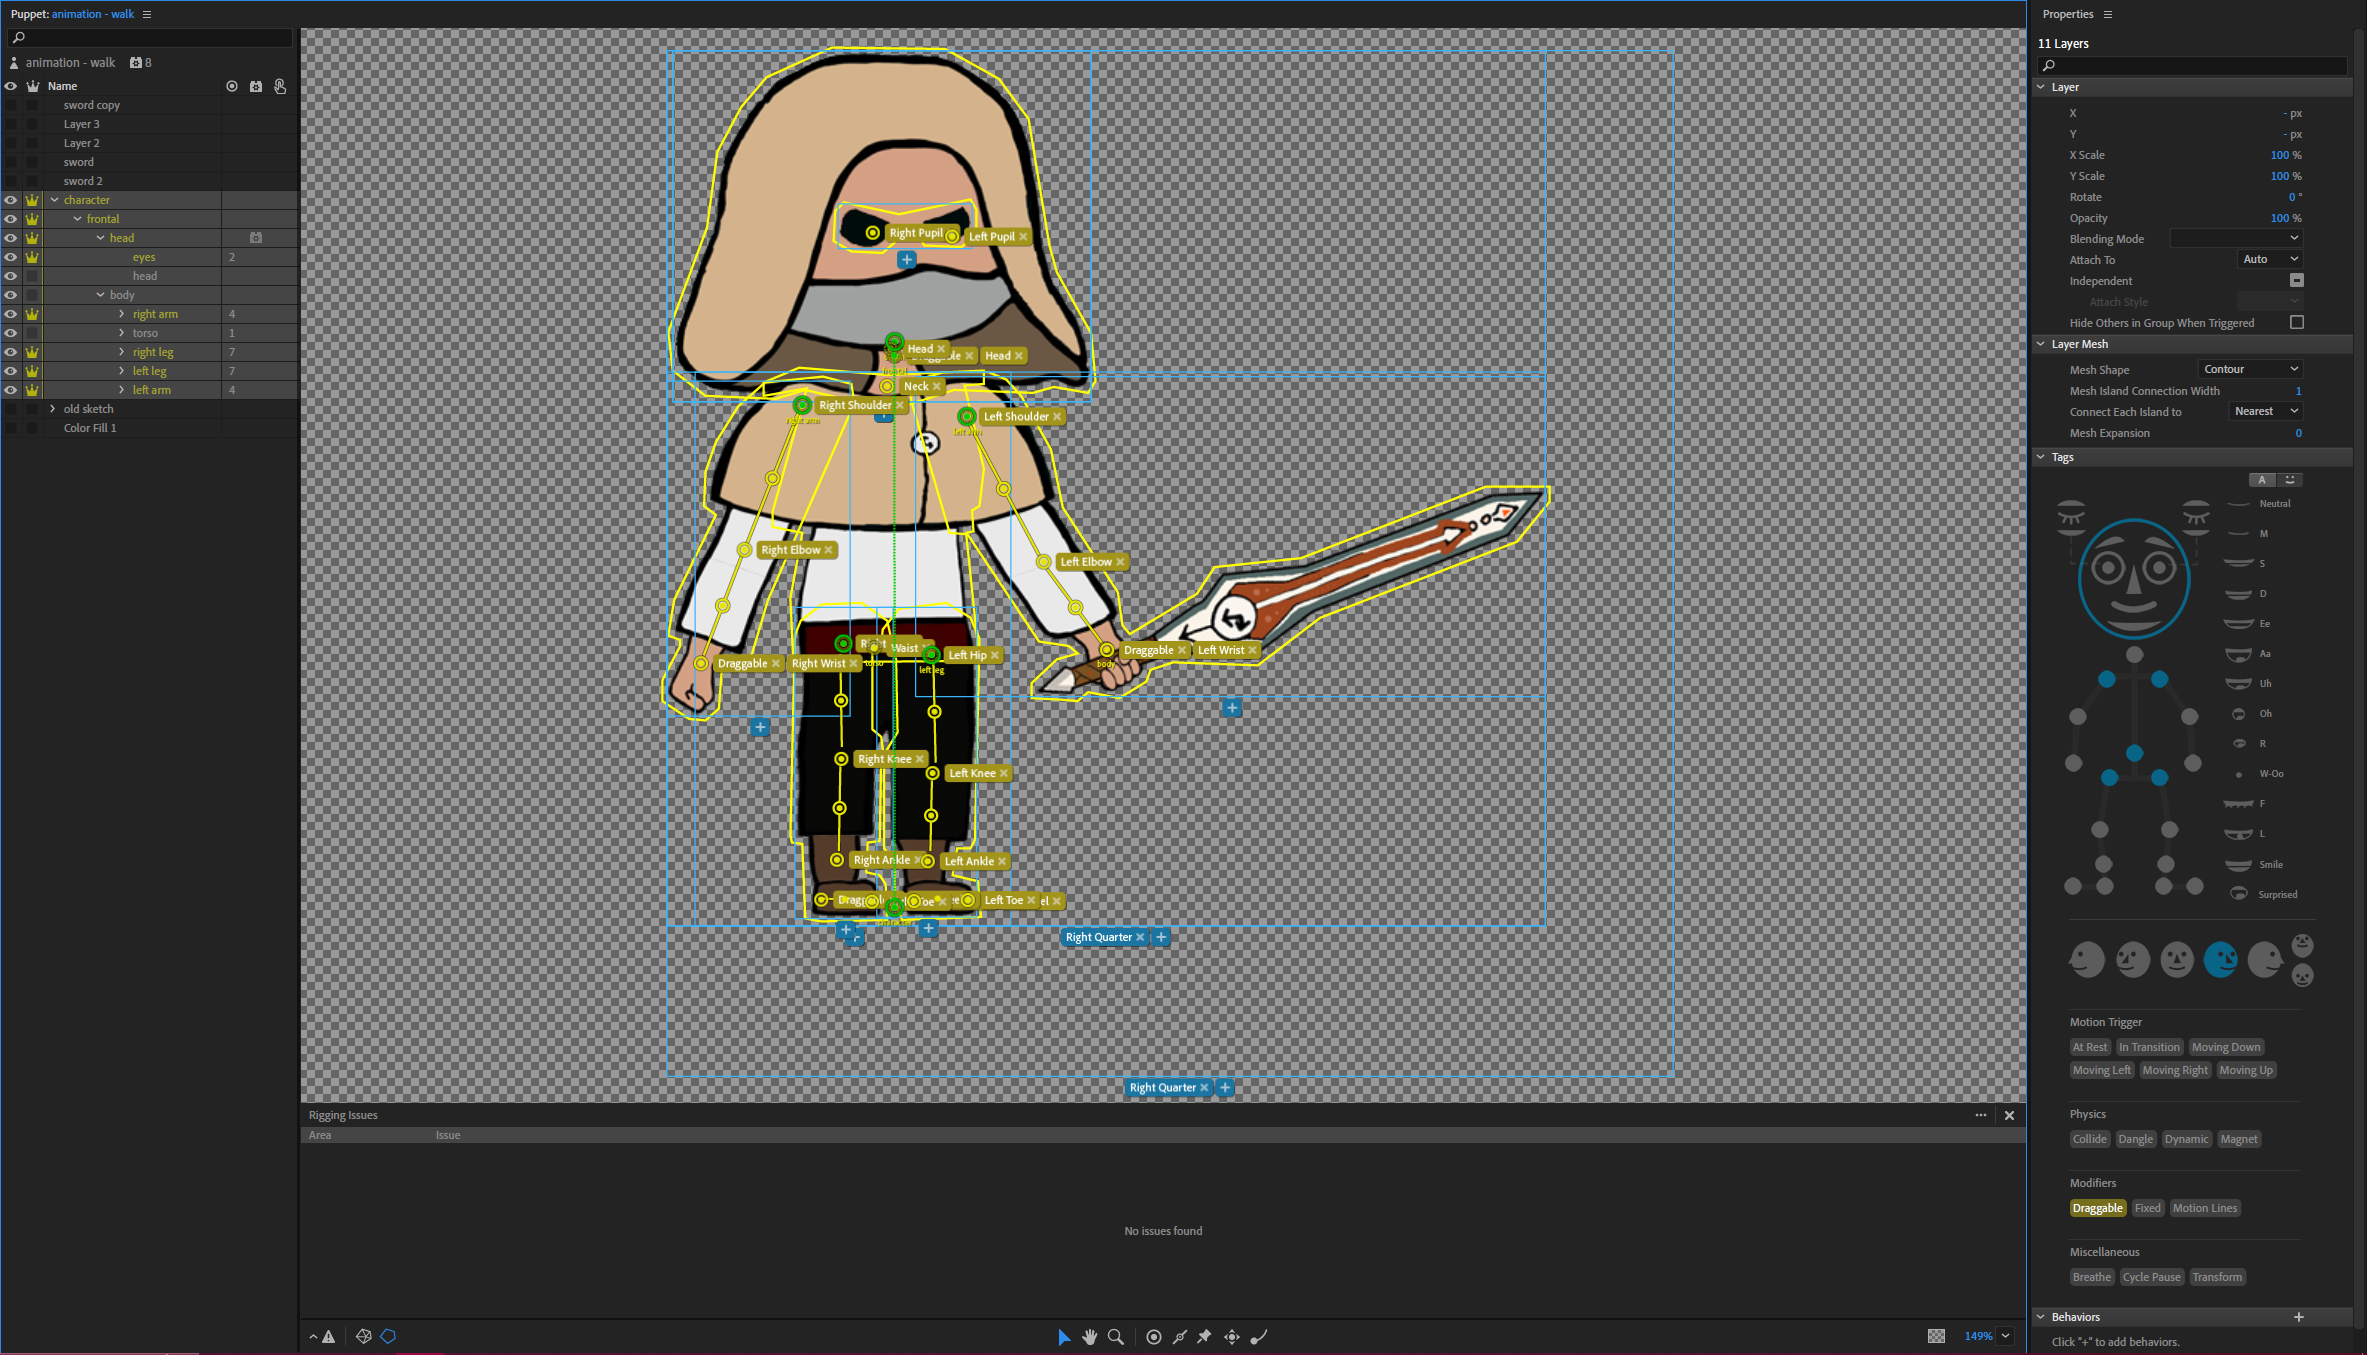 Puppet: animation - walk
animation - walk 8
Name
sword copy
Layer 3
Layer 2
sword
sword 2
character
frontal
head
eyes 2
head
body
right arm 4
torso 1
right leg 7
left leg 7
left arm 4
old sketch
Color Fill 1
Right Pupil
Left Pupil
Head
Head
Neck
Right Shoulder
Left Shoulder
right arm
left arm
Right Elbow
Left Elbow
Waist
Left Hip
left leg
torso
Draggable
Right Wrist
Draggable
Left Wrist
body
Right Knee
Left Knee
Right Ankle
Left Ankle
Left Toe
Right Quarter
Right Quarter
Rigging Issues
Area Issue
No issues found
149%
Properties
11 Layers
Layer
X - px
Y - px
X Scale 100 %
Y Scale 100 %
Rotate 0 °
Opacity 100 %
Blending Mode
Attach To Auto
Independent
Attach Style
Hide Others in Group When Triggered
Layer Mesh
Mesh Shape Contour
Mesh Island Connection Width 1
Connect Each Island to Nearest
Mesh Expansion 0
Tags
A
Neutral
M
S
D
Ee
Aa
Uh
Oh
R
W-Oo
F
L
Smile
Surprised
Motion Trigger
At Rest In Transition Moving Down
Moving Left Moving Right Moving Up
Physics
Collide Dangle Dynamic Magnet
Modifiers
Draggable Fixed Motion Lines
Miscellaneous
Breathe Cycle Pause Transform
Behaviors
Click "+" to add behaviors.